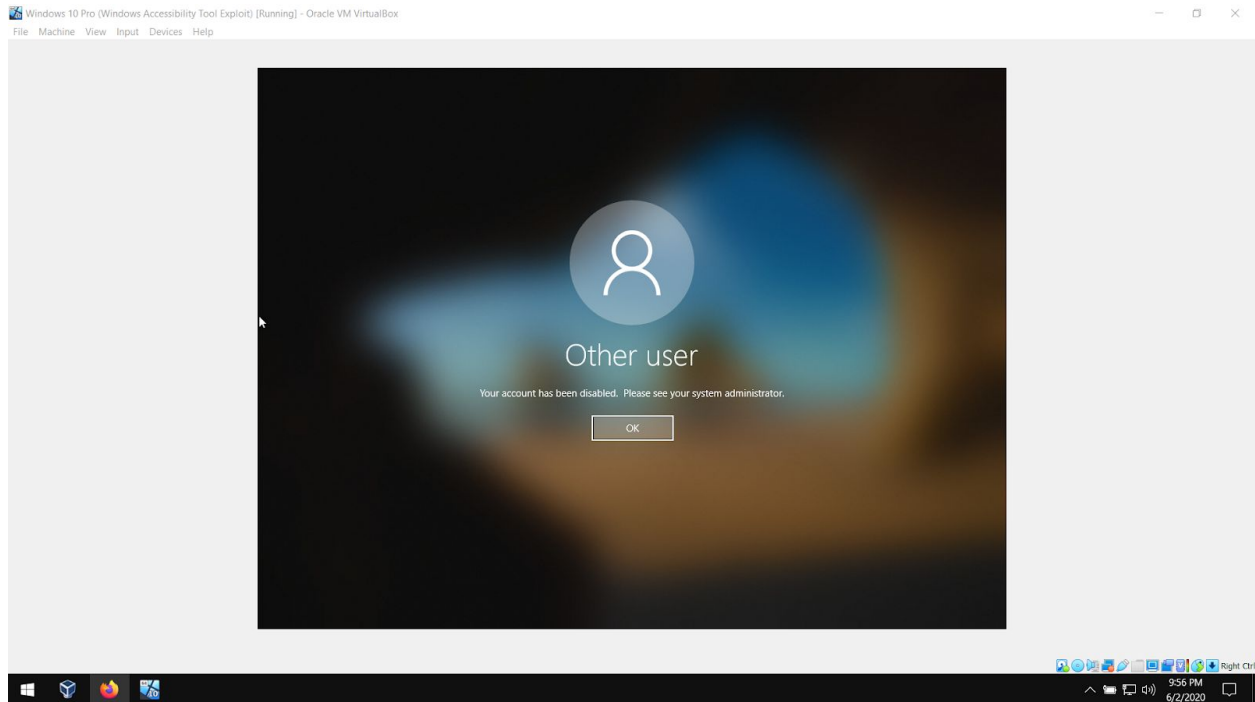 Windows 10 Pro (Windows Accessibility Tool Exploit) [Running] - Oracle VM VirtualBox
File Machine View Input Devices Help
Other user
Your account has been disabled. Please see your system administrator.
OK
Right Ctrl
9:56 PM
6/2/2020